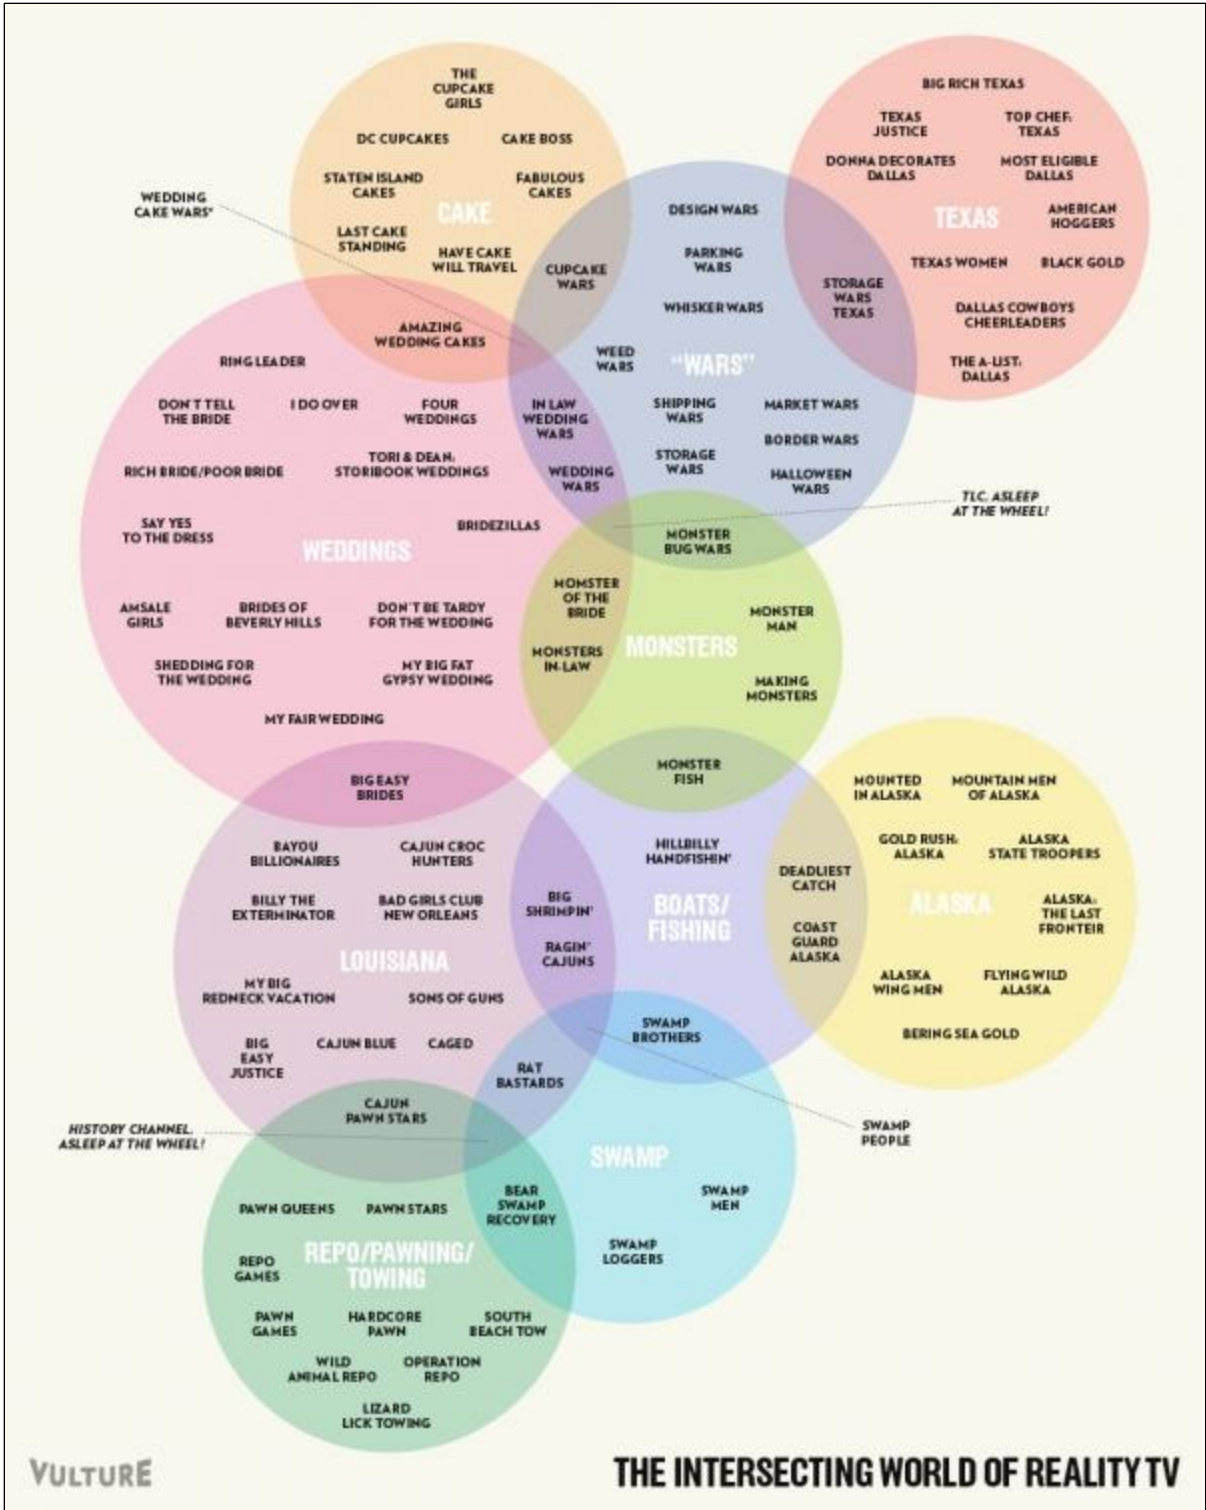 THE
CUPCAKE
GIRLS
DC CUPCAKES
CAKE BOSS
STATEN ISLAND
CAKES
FABULOUS
CAKES
CAKE
LAST CAKE
STANDING
HAVE CAKE
WILL TRAVEL
CUPCAKE
WARS
WEDDING
CAKE WARS*
AMAZING
WEDDING CAKES
BIG RICH TEXAS
TEXAS
JUSTICE
TOP CHEF:
TEXAS
DONNA DECORATES
DALLAS
MOST ELIGIBLE
DALLAS
TEXAS
AMERICAN
HOGGERS
TEXAS WOMEN
BLACK GOLD
STORAGE
WARS
TEXAS
DALLAS COWBOYS
CHEERLEADERS
THE A-LIST:
DALLAS
DESIGN WARS
PARKING
WARS
WHISKER WARS
WEED
WARS
"WARS"
SHIPPING
WARS
MARKET WARS
BORDER WARS
STORAGE
WARS
HALLOWEEN
WARS
IN LAW
WEDDING
WARS
WEDDING
WARS
TLC, ASLEEP
AT THE WHEEL!
MONSTER
BUG WARS
RING LEADER
DON'T TELL
THE BRIDE
I DO OVER
FOUR
WEDDINGS
RICH BRIDE/POOR BRIDE
TORI & DEAN:
STORIBOOK WEDDINGS
SAY YES
TO THE DRESS
BRIDEZILLAS
WEDDINGS
AMSALE
GIRLS
BRIDES OF
BEVERLY HILLS
DON'T BE TARDY
FOR THE WEDDING
SHEDDING FOR
THE WEDDING
MY BIG FAT
GYPSY WEDDING
MY FAIR WEDDING
MOMSTER
OF THE
BRIDE
MONSTERS
IN-LAW
MONSTERS
MONSTER
MAN
MAKING
MONSTERS
MONSTER
FISH
BIG EASY
BRIDES
BAYOU
BILLIONAIRES
CAJUN CROC
HUNTERS
BILLY THE
EXTERMINATOR
BAD GIRLS CLUB
NEW ORLEANS
LOUISIANA
MY BIG
REDNECK VACATION
SONS OF GUNS
BIG
EASY
JUSTICE
CAJUN BLUE
CAGED
BIG
SHRIMPIN'
RAGIN'
CAJUNS
HILLBILLY
HANDFISHIN'
BOATS/
FISHING
DEADLIEST
CATCH
COAST
GUARD
ALASKA
MOUNTED
IN ALASKA
MOUNTAIN MEN
OF ALASKA
GOLD RUSH:
ALASKA
ALASKA
STATE TROOPERS
ALASKA
ALASKA:
THE LAST
FRONTEIR
ALASKA
WING MEN
FLYING WILD
ALASKA
BERING SEA GOLD
SWAMP
BROTHERS
RAT
BASTARDS
SWAMP
PEOPLE
SWAMP
SWAMP
MEN
SWAMP
LOGGERS
CAJUN
PAWN STARS
HISTORY CHANNEL,
ASLEEP AT THE WHEEL!
BEAR
SWAMP
RECOVERY
PAWN QUEENS
PAWN STARS
REPO/PAWNING/
TOWING
REPO
GAMES
PAWN
GAMES
HARDCORE
PAWN
SOUTH
BEACH TOW
WILD
ANIMAL REPO
OPERATION
REPO
LIZARD
LICK TOWING
VULTURE
THE INTERSECTING WORLD OF REALITY TV